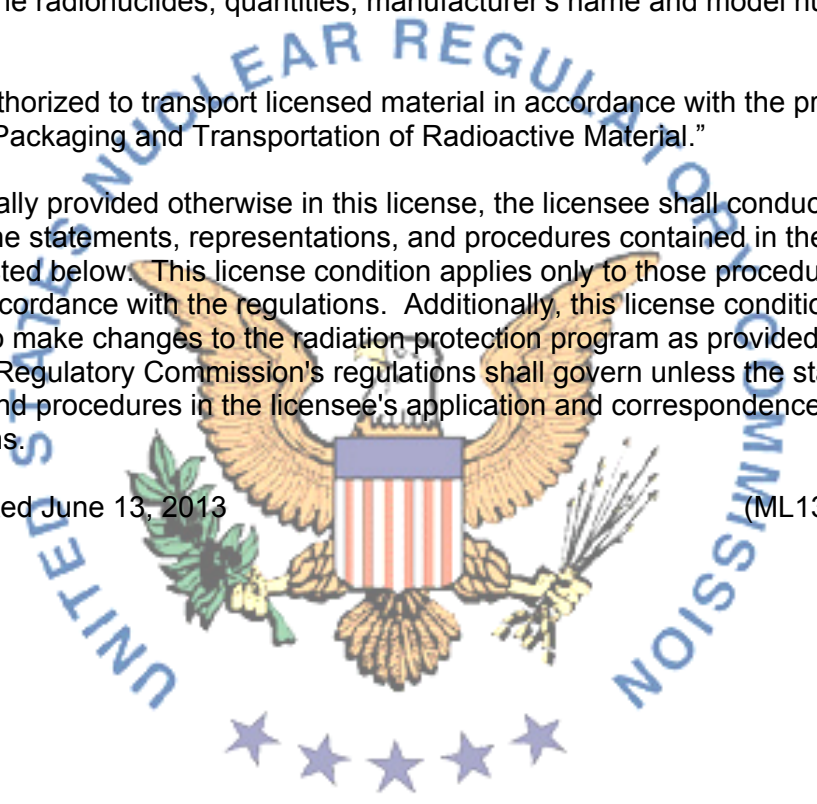 he radionuclides, quantities, manufacturer's name and model nu
thorized to transport licensed material in accordance with the pr
Packaging and Transportation of Radioactive Material.”
ally provided otherwise in this license, the licensee shall conduc
ne statements, representations, and procedures contained in the
sted below. This license condition applies only to those procedu
cordance with the regulations. Additionally, this license conditio
o make changes to the radiation protection program as provided
Regulatory Commission's regulations shall govern unless the sta
nd procedures in the licensee's application and correspondence
ns.
ed June 13, 2013 (ML13
UNITED STATES NUCLEAR REGULATORY COMMISSION